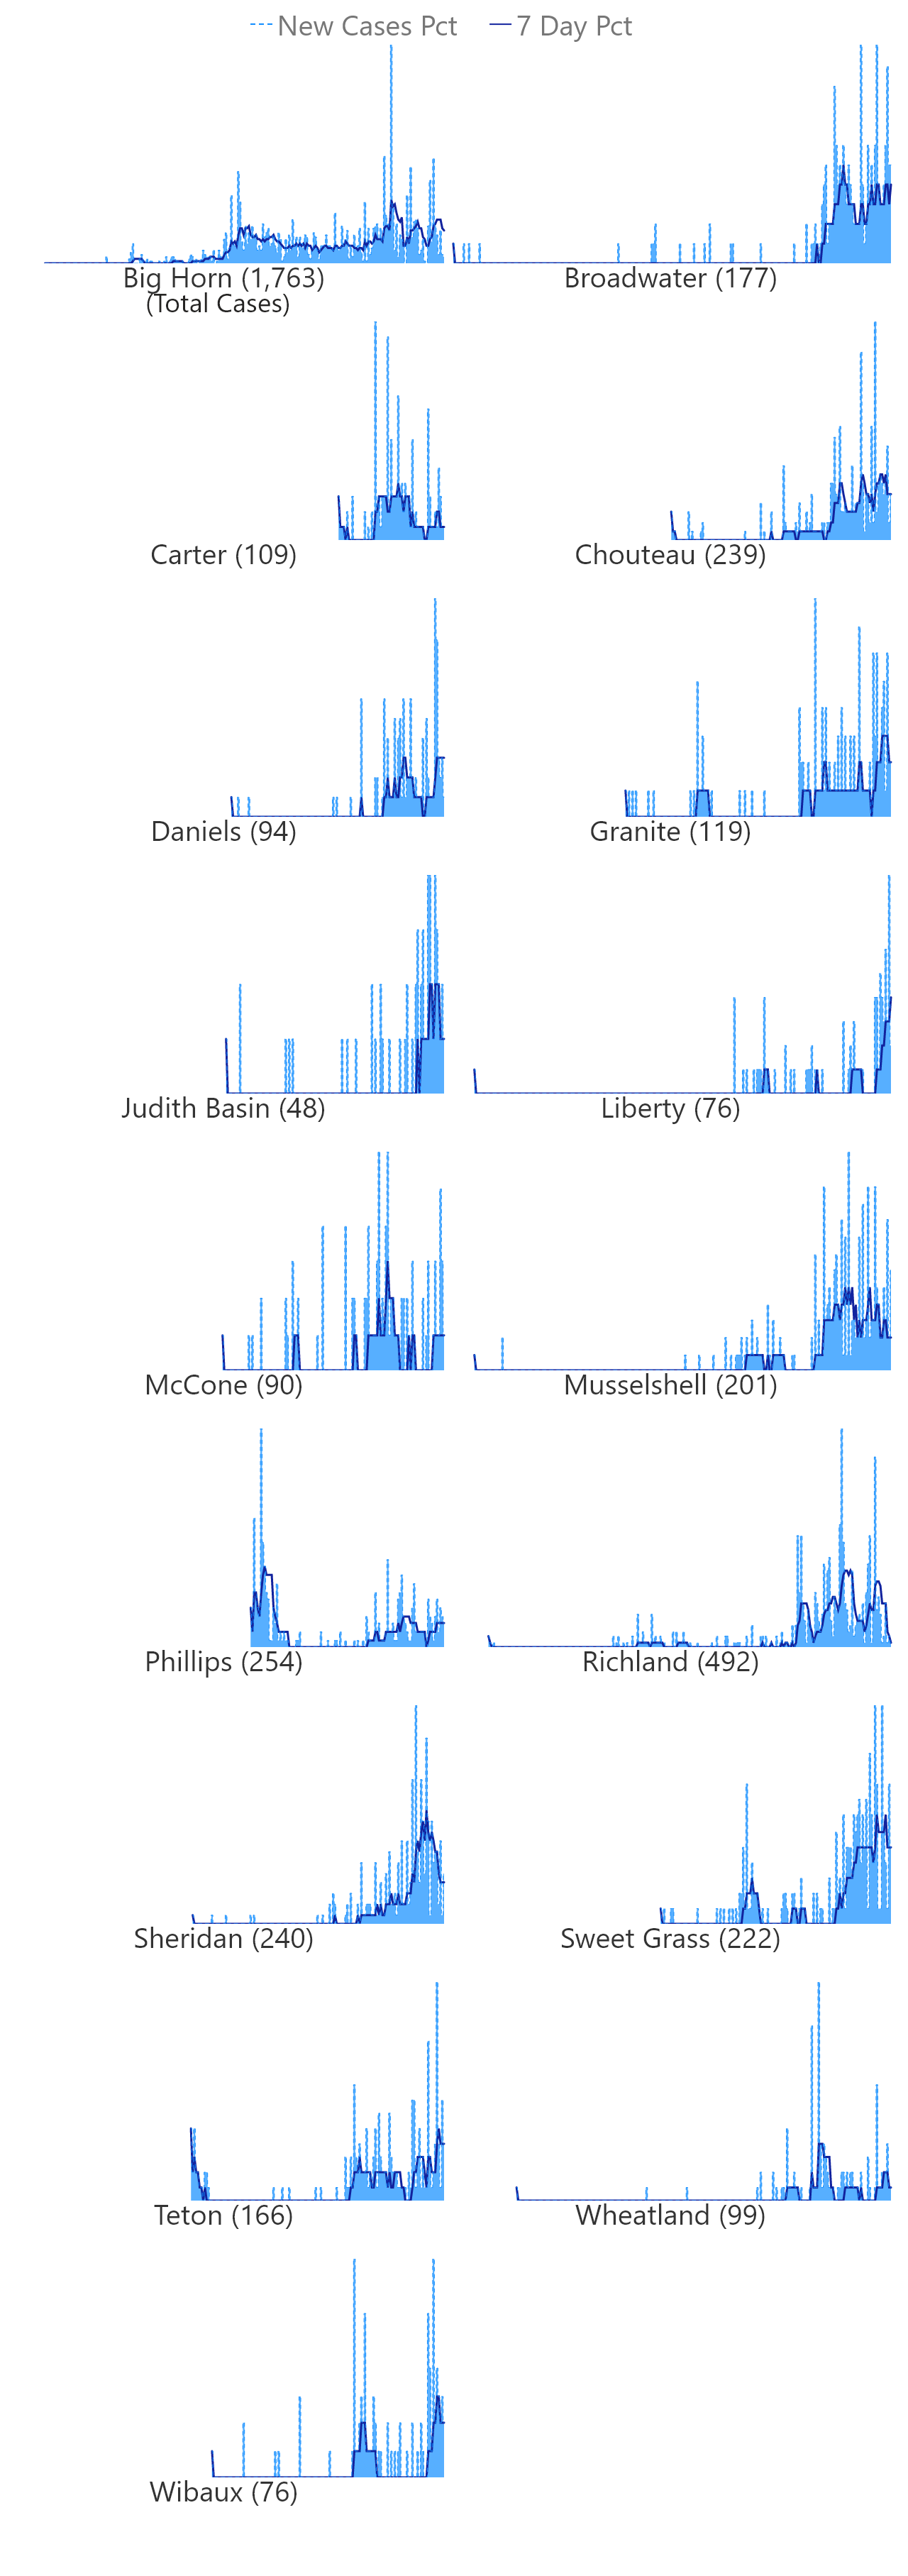 New Cases Pct 7 Day Pct
Big Horn (1,763) Broadwater (177)
(Total Cases)
Carter (109) Chouteau (239)
Daniels (94) Granite (119)
Judith Basin (48) Liberty (76)
McCone (90) Musselshell (201)
Phillips (254) Richland (492)
Sheridan (240) Sweet Grass (222)
Teton (166) Wheatland (99)
Wibaux (76)